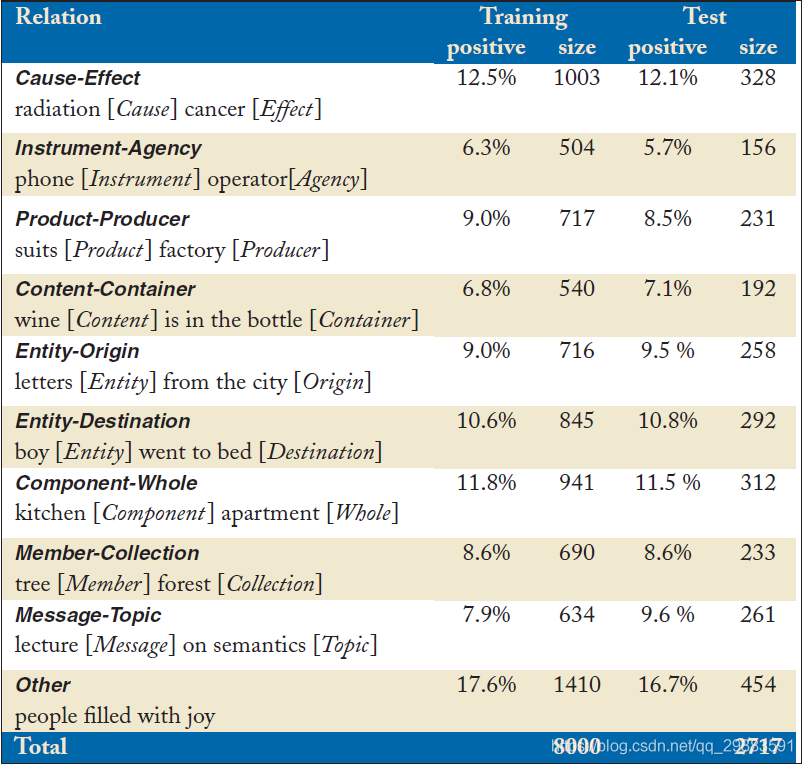 Relation Training Test
positive size positive size
Cause-Effect 12.5% 1003 12.1% 328
radiation [Cause] cancer [Effect]
Instrument-Agency 6.3% 504 5.7% 156
phone [Instrument] operator[Agency]
Product-Producer 9.0% 717 8.5% 231
suits [Product] factory [Producer]
Content-Container 6.8% 540 7.1% 192
wine [Content] is in the bottle [Container]
Entity-Origin 9.0% 716 9.5 % 258
letters [Entity] from the city [Origin]
Entity-Destination 10.6% 845 10.8% 292
boy [Entity] went to bed [Destination]
Component-Whole 11.8% 941 11.5 % 312
kitchen [Component] apartment [Whole]
Member-Collection 8.6% 690 8.6% 233
tree [Member] forest [Collection]
Message-Topic 7.9% 634 9.6 % 261
lecture [Message] on semantics [Topic]
Other 17.6% 1410 16.7% 454
people filled with joy
Total 8000 2717